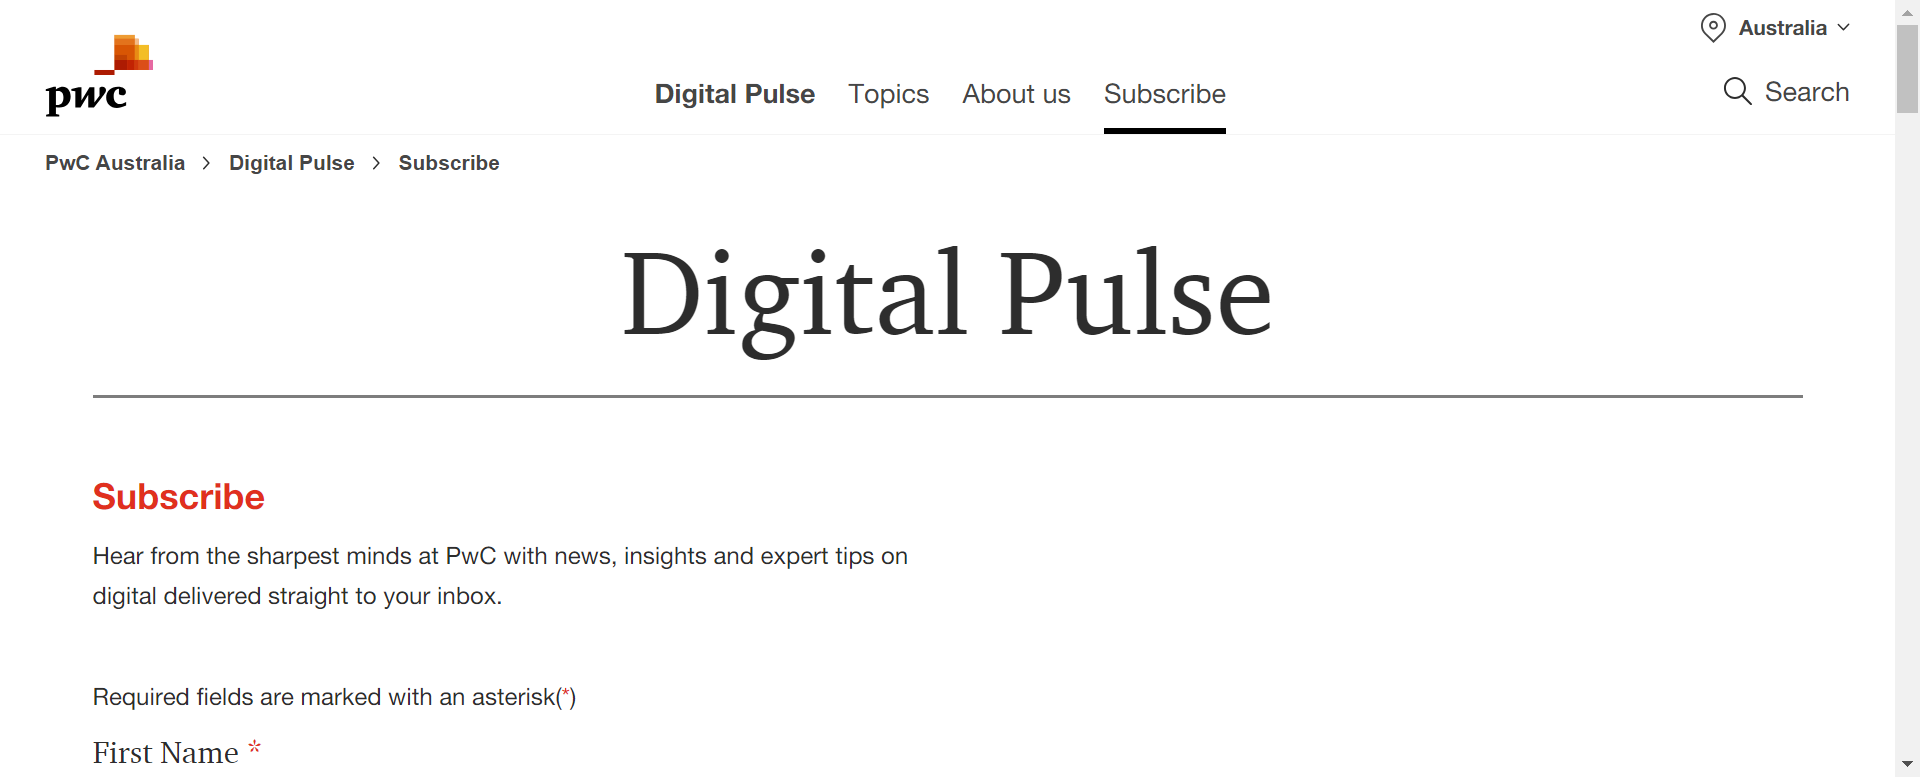 Australia
pwc
Digital Pulse Topics About us Subscribe
Search
PwC Australia > Digital Pulse > Subscribe
Digital Pulse
Subscribe
Hear from the sharpest minds at PwC with news, insights and expert tips on
digital delivered straight to your inbox.
Required fields are marked with an asterisk(*)
First Name *